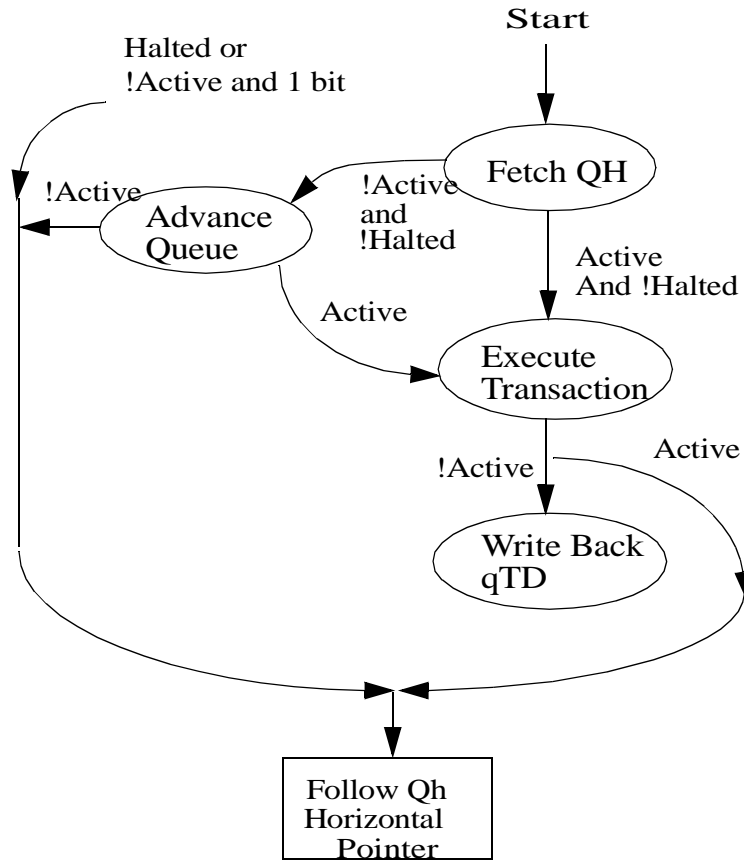 Start
Halted or
!Active and 1 bit
Fetch QH
!Active
and
!Halted
!Active
Advance
Queue
Active
And !Halted
Active
Execute
Transaction
!Active
Active
Write Back
qTD
Follow Qh
Horizontal
Pointer